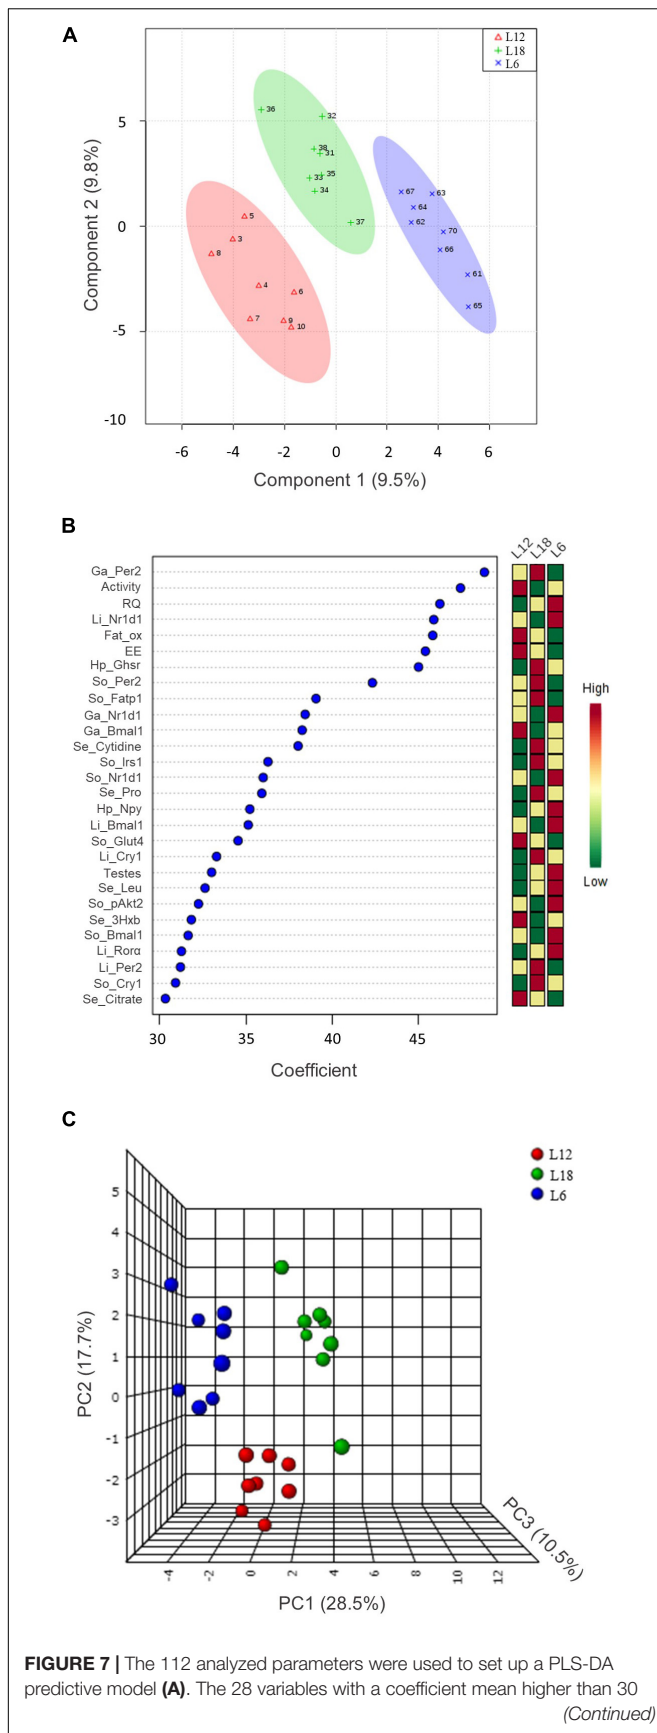 A
L12
L18
L6
Component 2 (9.8%)
5
0
-5
-10
36
32
38
31
33
35
34
37
67
63
64
62
70
66
61
65
5
3
8
4
6
7
9
10
-6 -4 -2 0 2 4 6
Component 1 (9.5%)
B
L12 L18 L6
Ga_Per2
Activity
RQ
Li_Nr1d1
Fat_ox
EE
Hp_Ghsr
So_Per2
So_Fatp1
Ga_Nr1d1
Ga_Bmal1
Se_Cytidine
So_Irs1
So_Nr1d1
Se_Pro
Hp_Npy
Li_Bmal1
So_Glut4
Li_Cry1
Testes
Se_Leu
So_pAkt2
Se_3Hxb
So_Bmal1
Li_Rorα
Li_Per2
So_Cry1
Se_Citrate
High
Low
30 35 40 45
Coefficient
C
L12
L18
L6
PC2 (17.7%)
5
4
3
2
1
0
-1
-2
-3
PC3 (10.5%)
-4 -2 0 2 4 6 8 10 12
PC1 (28.5%)
FIGURE 7 | The 112 analyzed parameters were used to set up a PLS-DA
predictive model (A). The 28 variables with a coefficient mean higher than 30
(Continued)